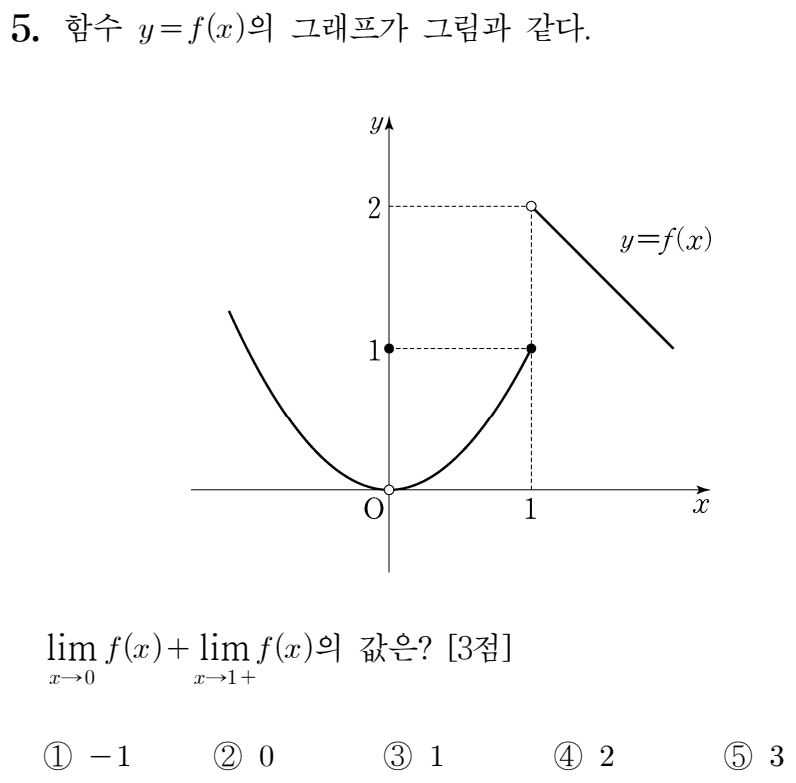 5. 함수 y=f(x)의 그래프가 그림과 같다.
y
2
y=f(x)
1
O
1
x
lim f(x)+ lim f(x)의 값은? [3점]
x→0 x→1+
① -1 ② 0 ③ 1 ④ 2 ⑤ 3